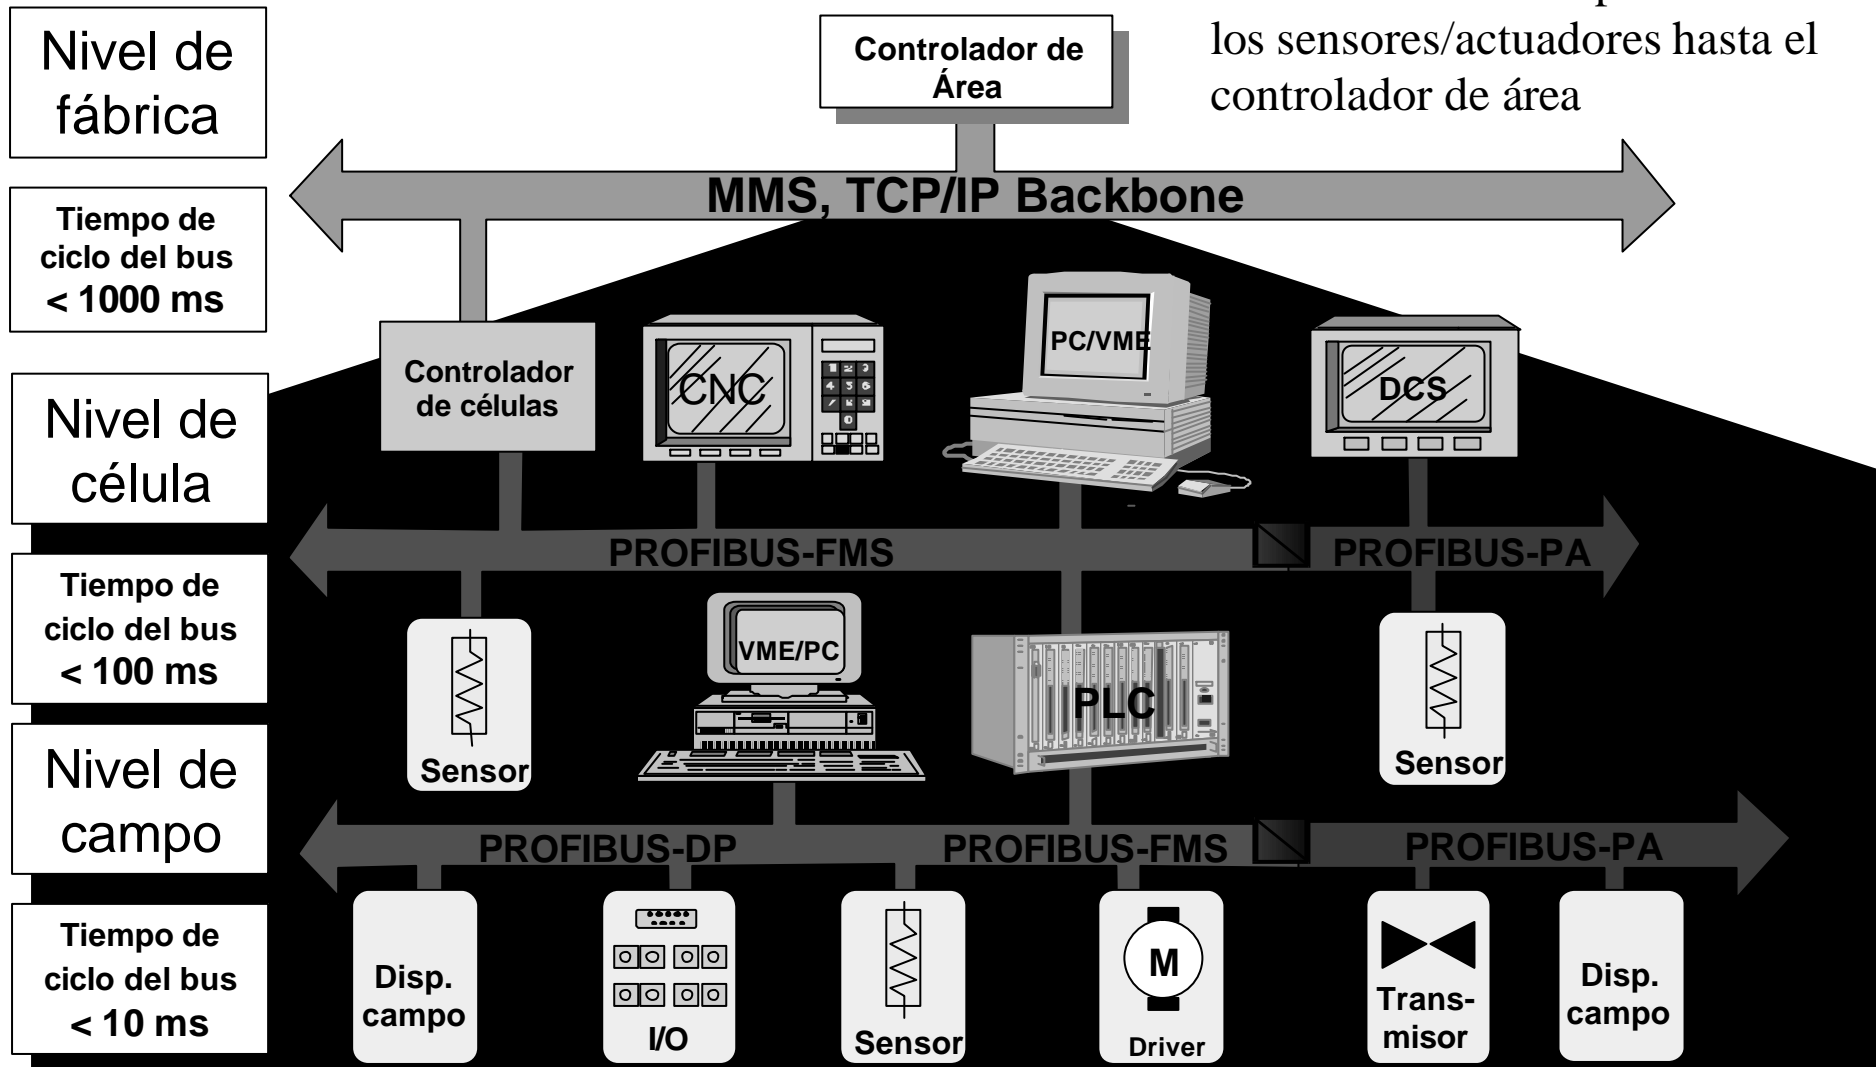 Nivel de
fábrica
Controlador de
Área
los sensores/actuadores hasta el
controlador de área
MMS, TCP/IP Backbone
Tiempo de
ciclo del bus
< 1000 ms
Controlador
de células
CNC
PC/VME
DCS
Nivel de
célula
PROFIBUS-FMS
PROFIBUS-PA
Tiempo de
ciclo del bus
< 100 ms
Sensor
VME/PC
PLC
Sensor
Nivel de
campo
PROFIBUS-DP
PROFIBUS-FMS
PROFIBUS-PA
Tiempo de
ciclo del bus
< 10 ms
Disp.
campo
I/O
Sensor
M
Driver
Trans-
misor
Disp.
campo